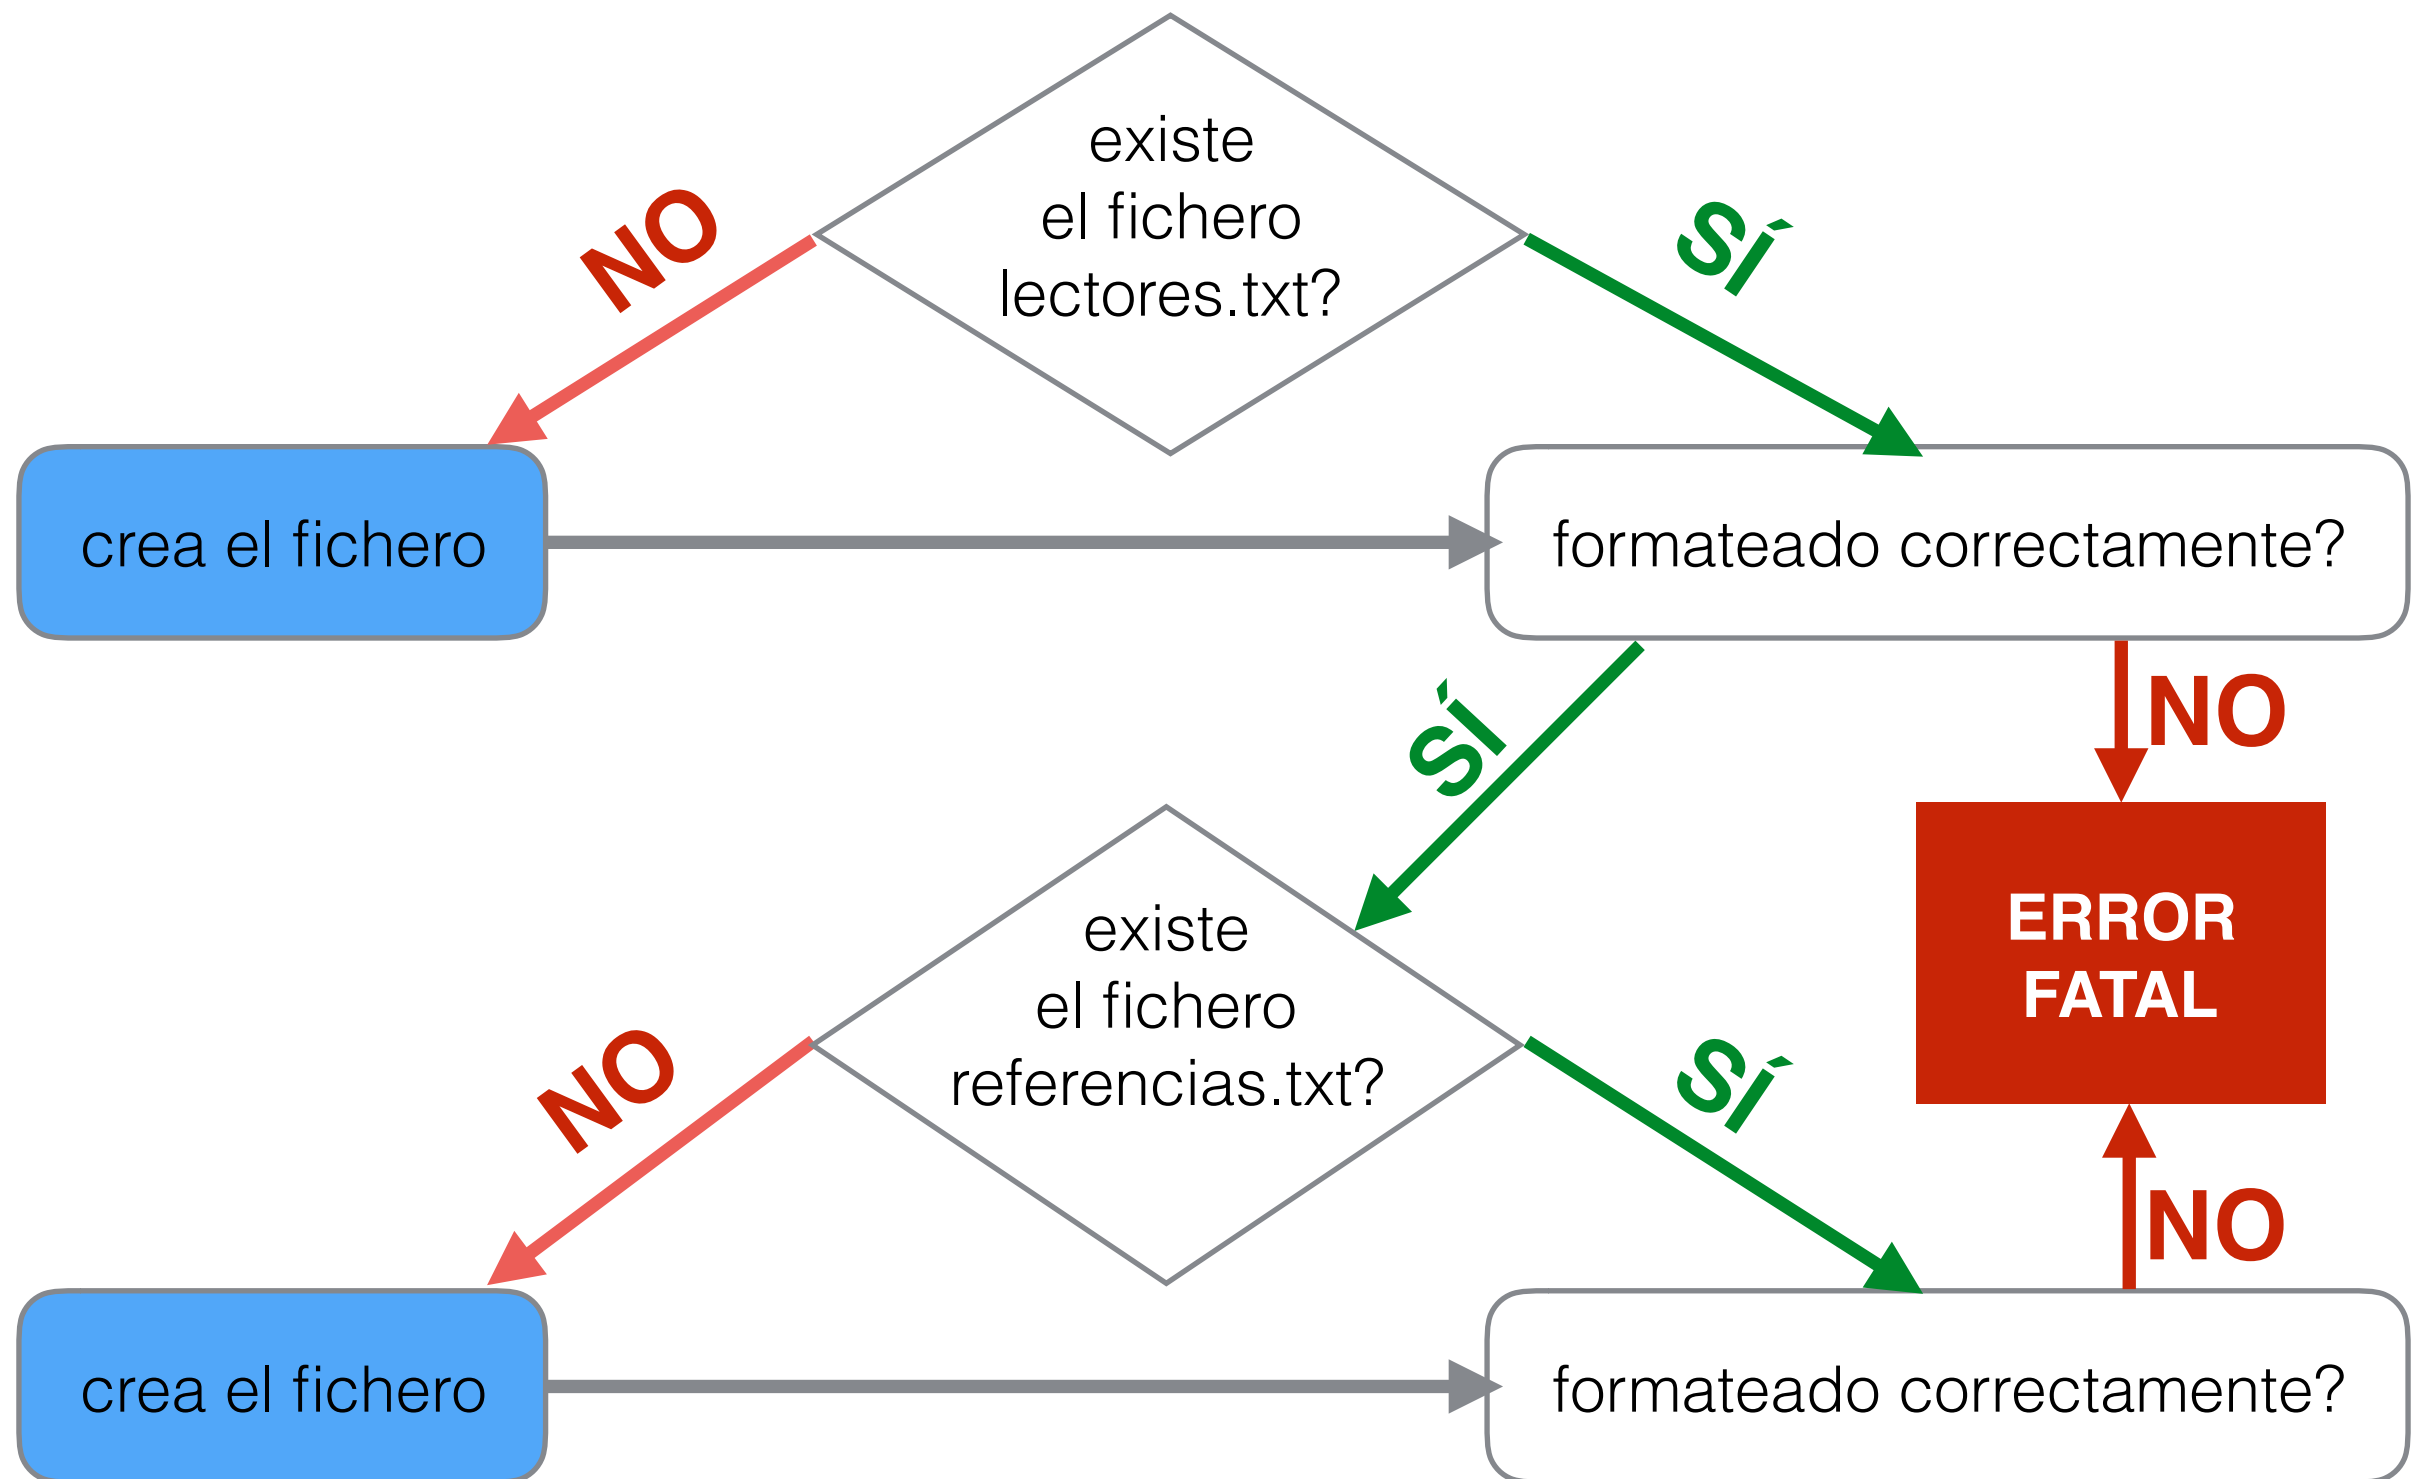 existe
el fichero
lectores.txt?
NO
SÍ
crea el fichero
formateado correctamente?
SÍ
NO
ERROR
FATAL
existe
el fichero
referencias.txt?
NO
SÍ
NO
crea el fichero
formateado correctamente?